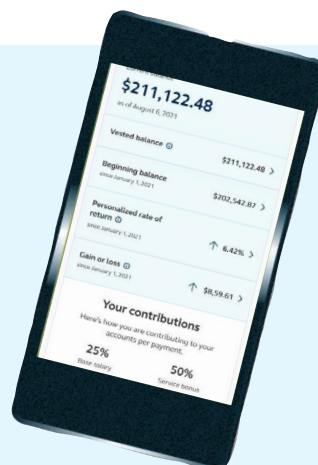 $211,122.48
as of August 6, 2021
Vested balance $211,122.48
Beginning balance
since January 1, 2021 $202,542.87
Personalized rate of
return
since January 1, 2021 6.42%
Gain or loss
since January 1, 2021 $8,59.61
Your contributions
Here's how you are contributing to your
accounts per payment.
25% 50%
Base salary Service bonus